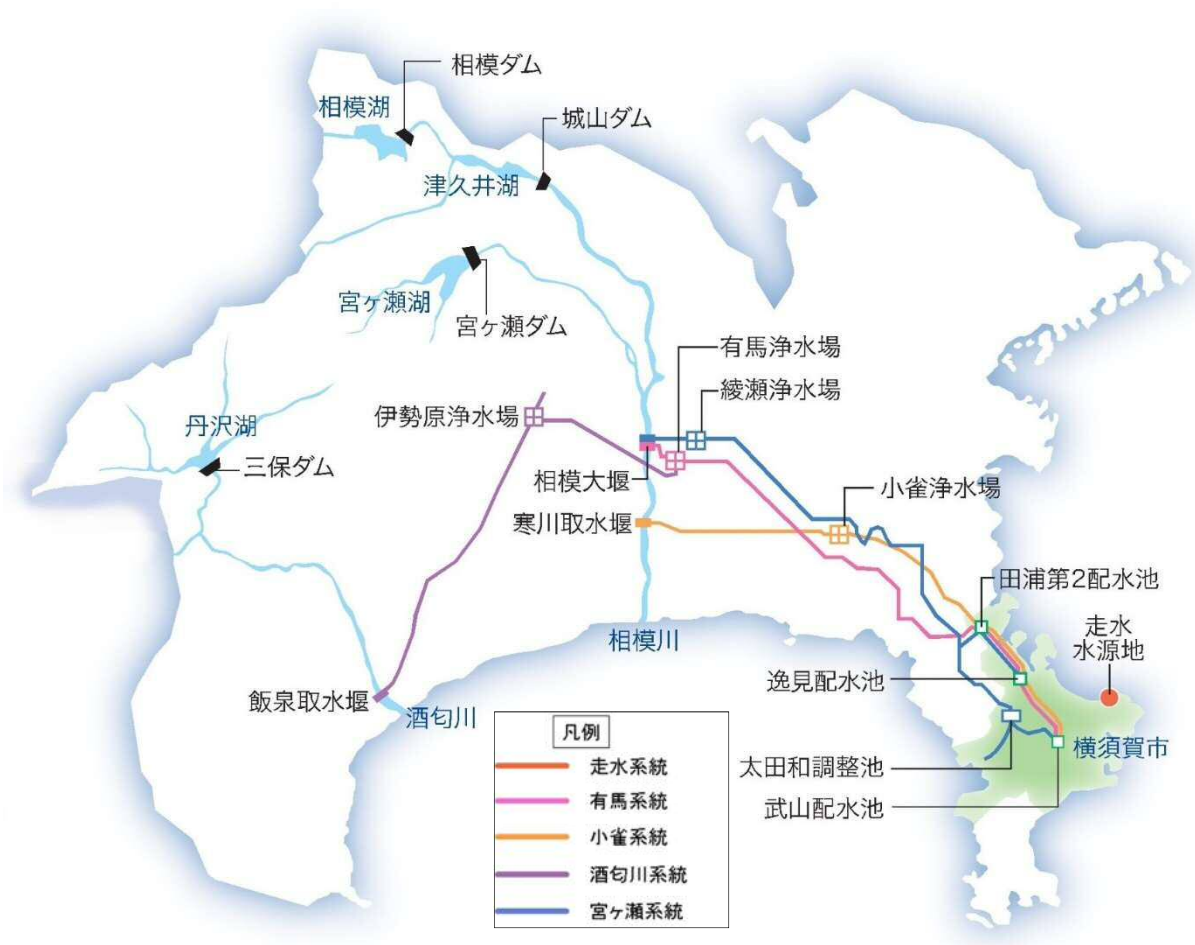 相模ダム
相模湖
城山ダム
津久井湖
宮ヶ瀬湖
宮ヶ瀬ダム
有馬浄水場
綾瀬浄水場
伊勢原浄水場
丹沢湖
三保ダム
相模大堰
小雀浄水場
寒川取水堰
田浦第2配水池
走水
水源地
相模川
逸見配水池
飯泉取水堰
酒匂川
横須賀市
太田和調整池
武山配水池
凡例
走水系統
有馬系統
小雀系統
酒匂川系統
宮ヶ瀬系統